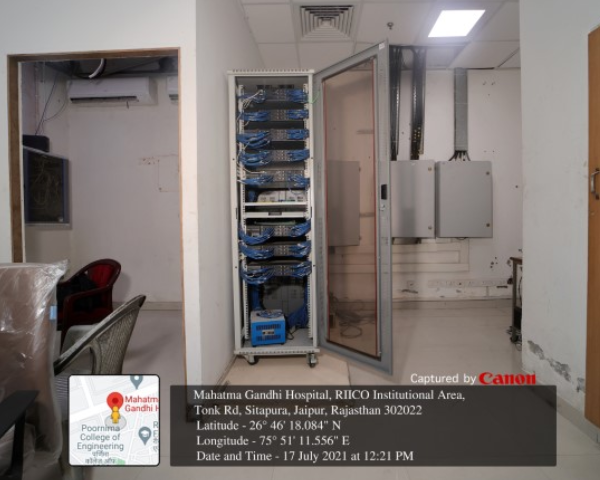 Captured by Canon
Mahatma Gandhi Hospital, RIICO Institutional Area,
Tonk Rd, Sitapura, Jaipur, Rajasthan 302022
Latitude - 26° 46' 18.084" N
Longitude - 75° 51' 11.556" E
Date and Time - 17 July 2021 at 12:21 PM
Mahatm
Gandhi H
Poornima
College of
Engineering